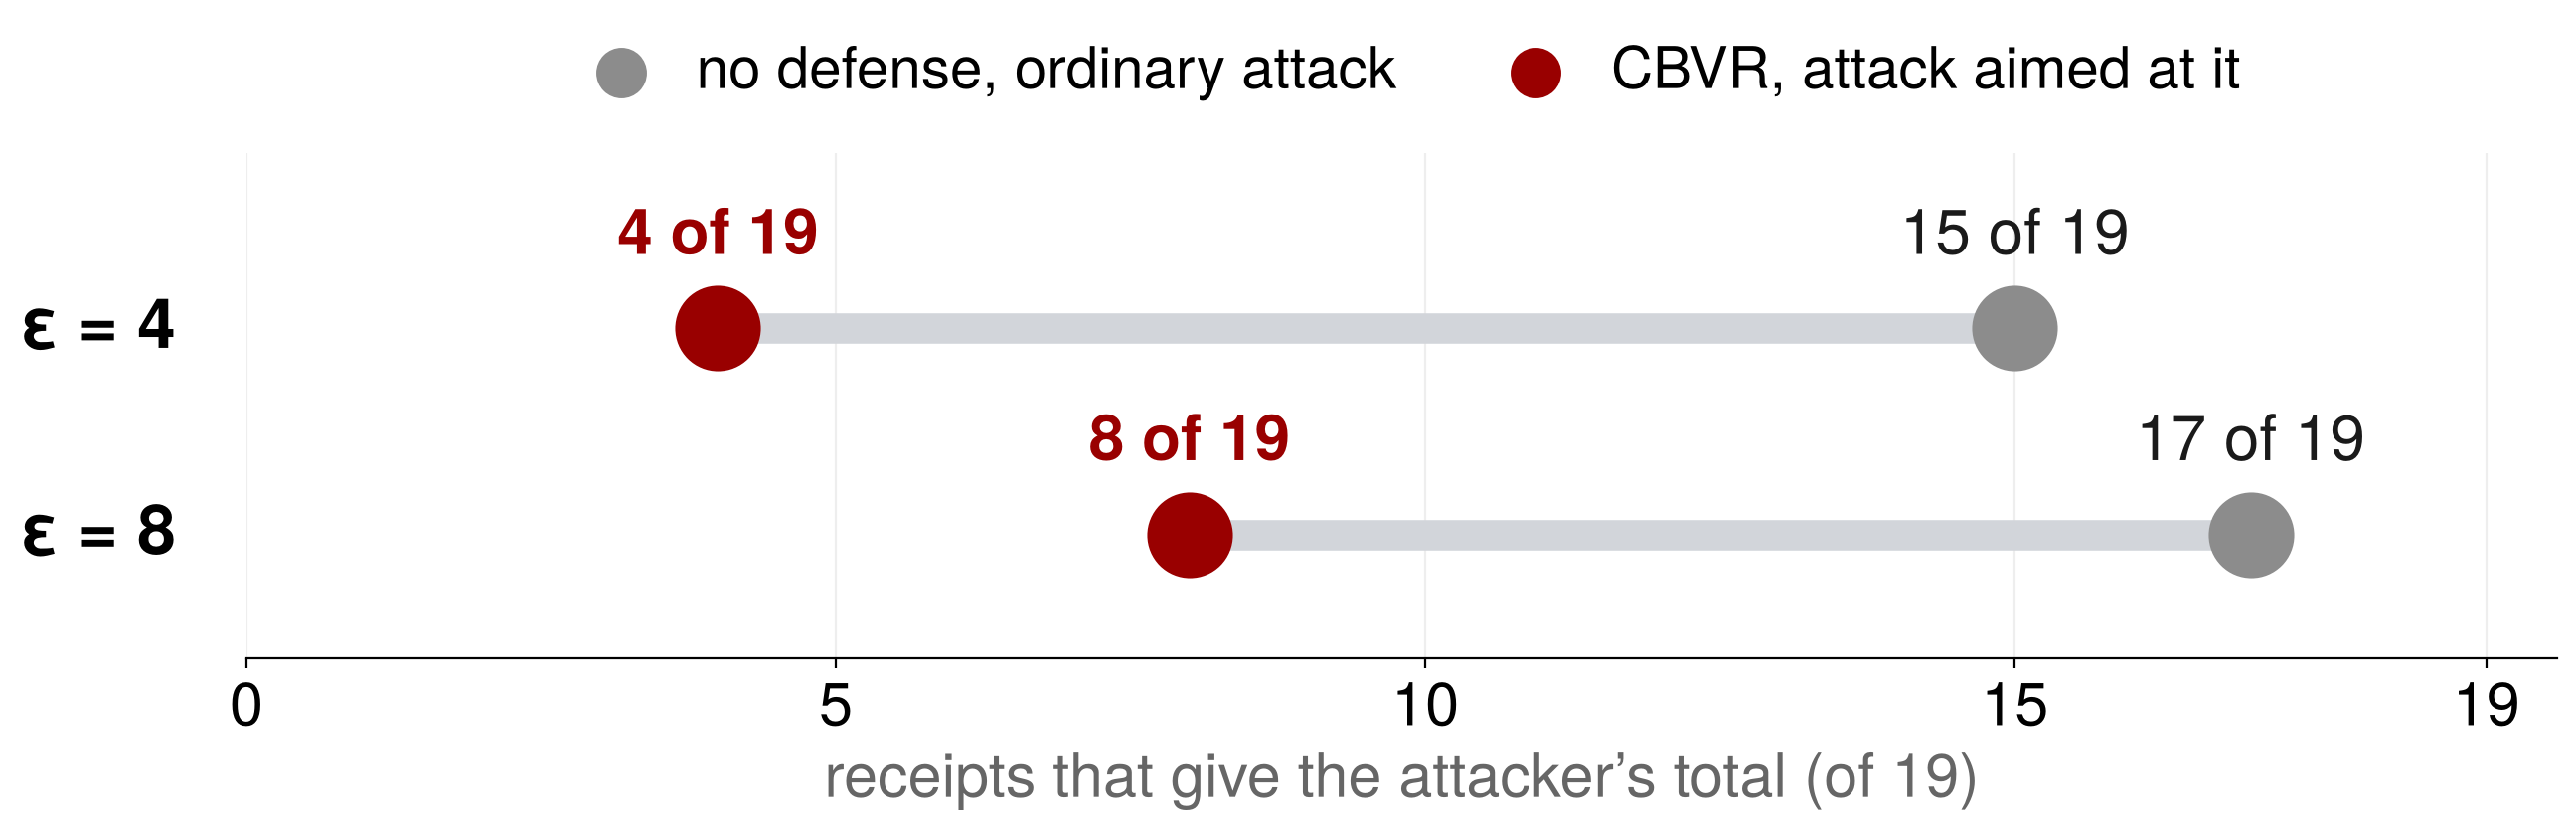 no defense, ordinary attack CBVR, attack aimed at it
4 of 19 15 of 19
ε = 4
8 of 19 17 of 19
ε = 8
0 5 10 15 19
receipts that give the attacker’s total (of 19)